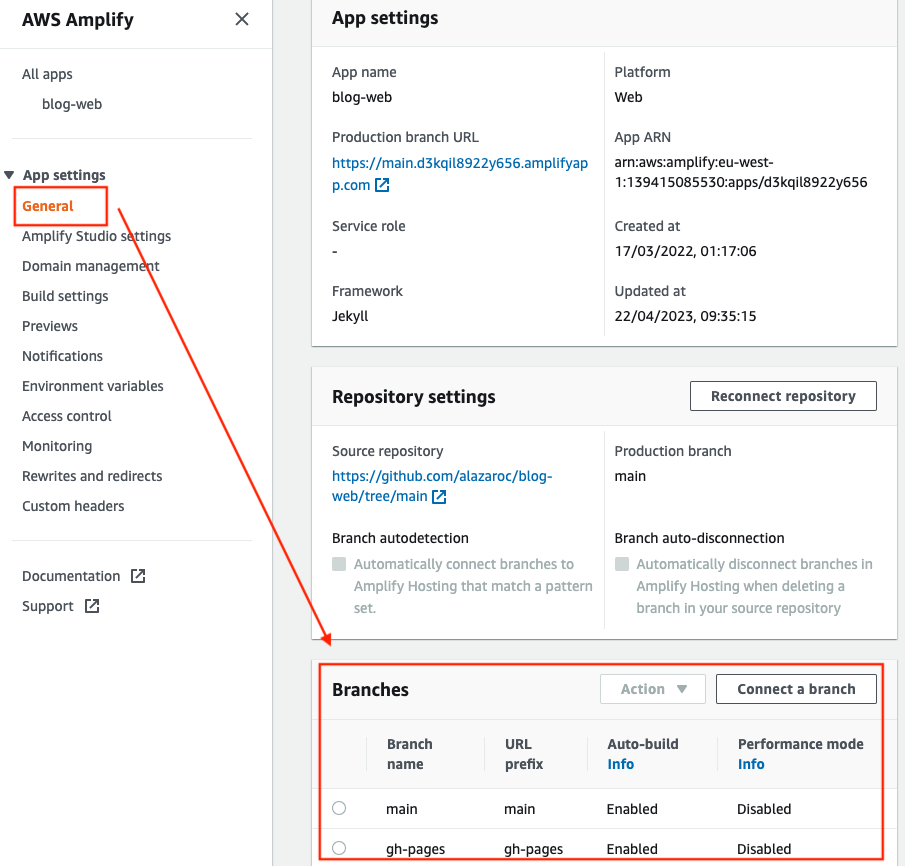 AWS Amplify
All apps
blog-web
App settings
General
Amplify Studio settings
Domain management
Build settings
Previews
Notifications
Environment variables
Access control
Monitoring
Rewrites and redirects
Custom headers
Documentation
Support
App settings
App name
blog-web
Production branch URL
https://main.d3kqil8922y656.amplifyap
p.com
Service role
-
Framework
Jekyll
Platform
Web
App ARN
arn:aws:amplify:eu-west-
1:139415085530:apps/d3kqil8922y656
Created at
17/03/2022, 01:17:06
Updated at
22/04/2023, 09:35:15
Repository settings
Reconnect repository
Source repository
https://github.com/alazaroc/blog-
web/tree/main
Production branch
main
Branch autodetection
Automatically connect branches to
Amplify Hosting that match a pattern
set.
Branch auto-disconnection
Automatically disconnect branches in
Amplify Hosting when deleting a
branch in your source repository
Branches
Action
Connect a branch
Branch
name
URL
prefix
Auto-build
Info
Performance mode
Info
main main Enabled Disabled
gh-pages gh-pages Enabled Disabled